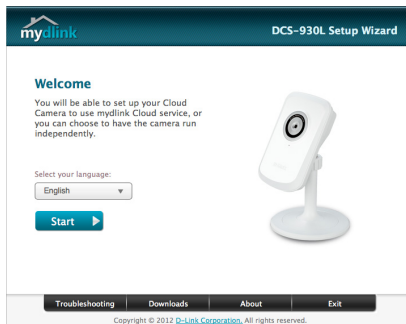 mydlink
DCS-930L Setup Wizard
Welcome
You will be able to set up your Cloud
Camera to use mydlink Cloud service, or
you can choose to have the camera run
independently.
Select your language:
English
Start
Troubleshooting Downloads About Exit
Copyright © 2012 D-Link Corporation. All rights reserved.